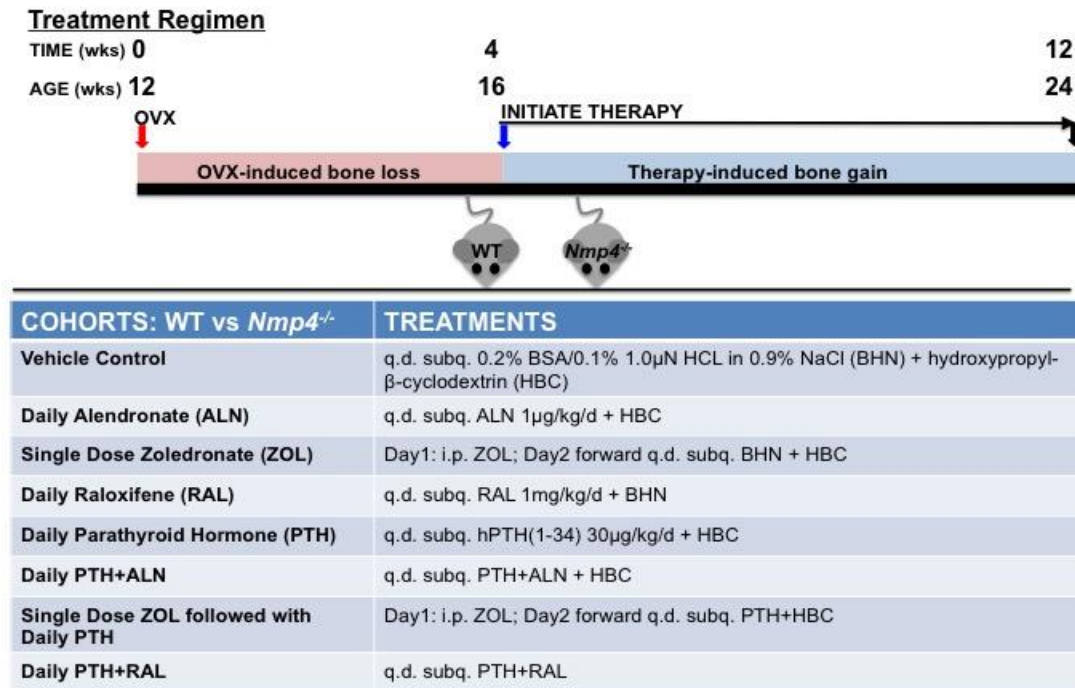 Treatment Regimen
TIME (wks) 0 4 12
AGE (wks) 12 16 24
OVX INITIATE THERAPY
OVX-induced bone loss Therapy-induced bone gain
WT Nmp4-/-
COHORTS: WT vs Nmp4-/- TREATMENTS
Vehicle Control q.d. subq. 0.2% BSA/0.1% 1.0µN HCL in 0.9% NaCl (BHN) + hydroxypropyl-
β-cyclodextrin (HBC)
Daily Alendronate (ALN) q.d. subq. ALN 1µg/kg/d + HBC
Single Dose Zoledronate (ZOL) Day1: i.p. ZOL; Day2 forward q.d. subq. BHN + HBC
Daily Raloxifene (RAL) q.d. subq. RAL 1mg/kg/d + BHN
Daily Parathyroid Hormone (PTH) q.d. subq. hPTH(1-34) 30µg/kg/d + HBC
Daily PTH+ALN q.d. subq. PTH+ALN + HBC
Single Dose ZOL followed with Day1: i.p. ZOL; Day2 forward q.d. subq. PTH+HBC
Daily PTH
Daily PTH+RAL q.d. subq. PTH+RAL